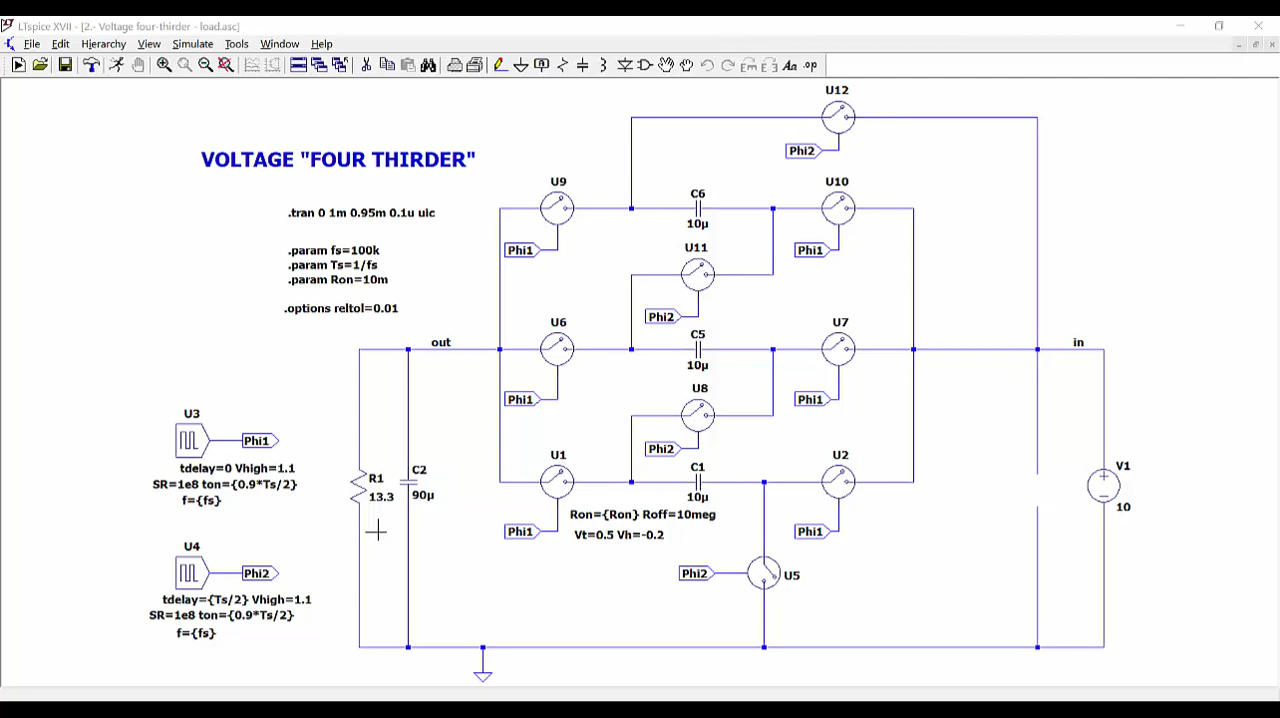 LTspice XVII - [2.- Voltage four-thirder - load.asc]
File Edit Hierarchy View Simulate Tools Window Help
Aa .op
U12
Phi2
VOLTAGE "FOUR THIRDER"
U9
C6
10µ
U10
.tran 0 1m 0.95m 0.1u uic
Phi1
Phi1
.param fs=100k
.param Ts=1/fs
.param Ron=10m
U11
Phi2
.options reltol=0.01
out
U6
C5
10µ
U7
in
Phi1
Phi1
U8
Phi2
U3
Phi1
tdelay=0 Vhigh=1.1
SR=1e8 ton={0.9*Ts/2}
f={fs}
R1
13.3
C2
90µ
U1
C1
10µ
U2
V1
10
Ron={Ron} Roff=10meg
Vt=0.5 Vh=-0.2
Phi1
Phi1
U4
Phi2
tdelay={Ts/2} Vhigh=1.1
SR=1e8 ton={0.9*Ts/2}
f={fs}
Phi2
U5